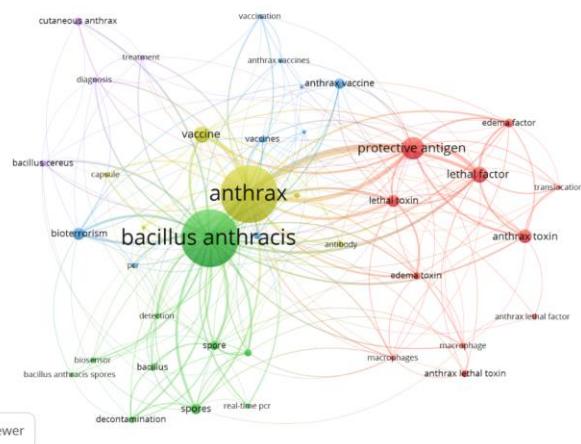 vaccination
cutaneous anthrax
treatment
anthrax vaccines
diagnosis
anthrax vaccine
edema factor
vaccine
vaccines
protective antigen
bacillus cereus
capsule
lethal factor
translocation
anthrax
lethal toxin
bioterrorism
bacillus anthracis
antibody
anthrax toxin
pcr
edema toxin
detection
anthrax lethal factor
spore
macrophage
biosensor
bacillus
macrophages
bacillus anthracis spores
anthrax lethal toxin
spores
real-time pcr
decontamination
ewer